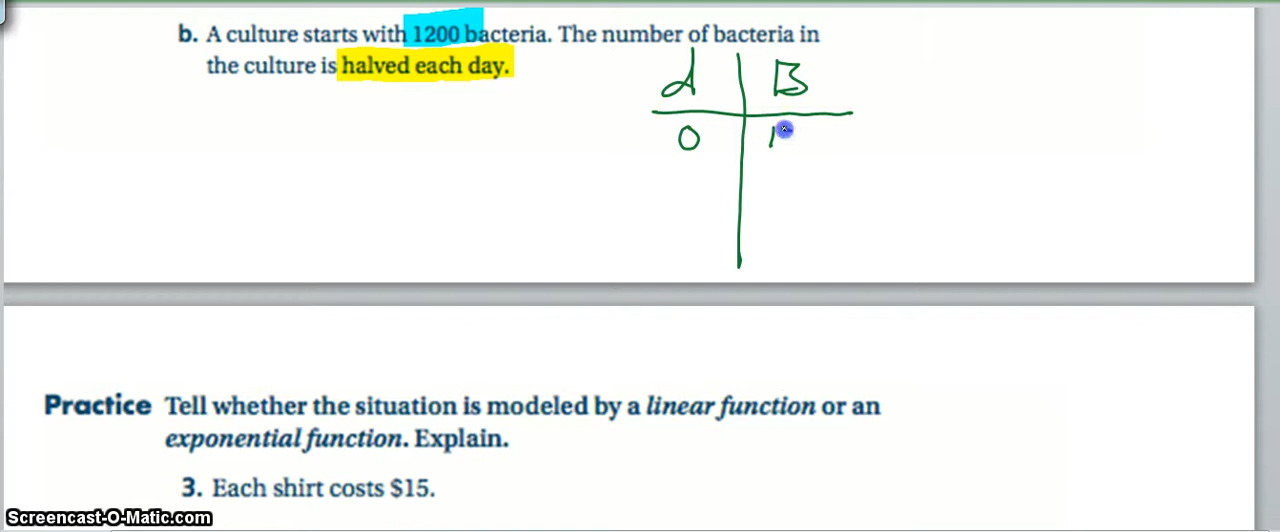 b. A culture starts with 1200 bacteria. The number of bacteria in
the culture is halved each day.
d B
0 1
Practice Tell whether the situation is modeled by a linear function or an
exponential function. Explain.
3. Each shirt costs $15.
Screencast-O-Matic.com